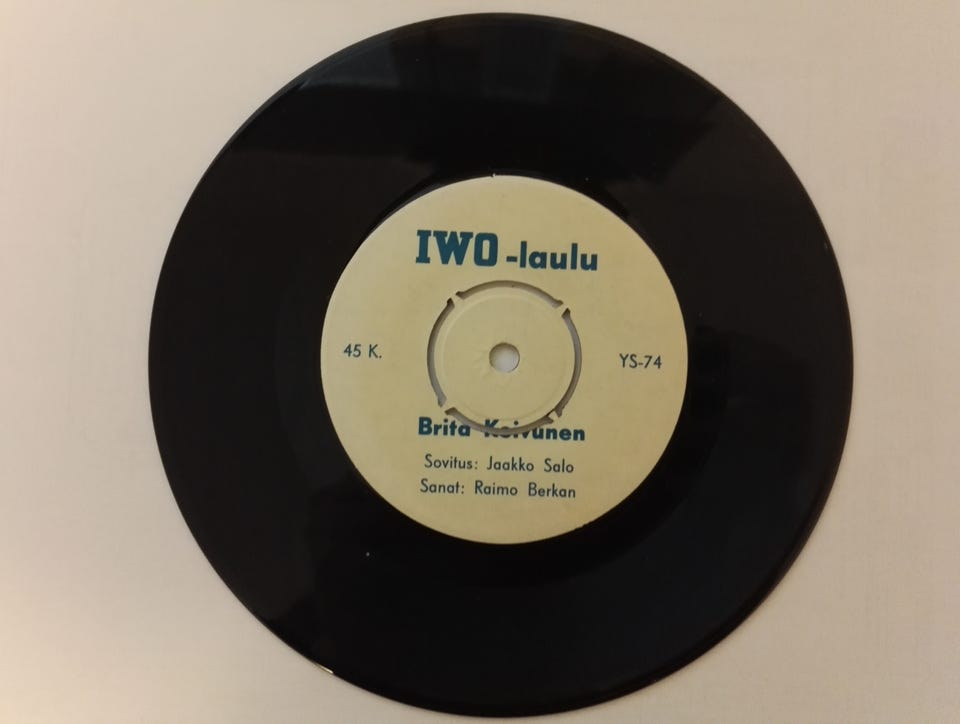 IWO -laulu
45 K.
YS-74
Brita Koivunen
Sovitus: Jaakko Salo
Sanat: Raimo Berkan